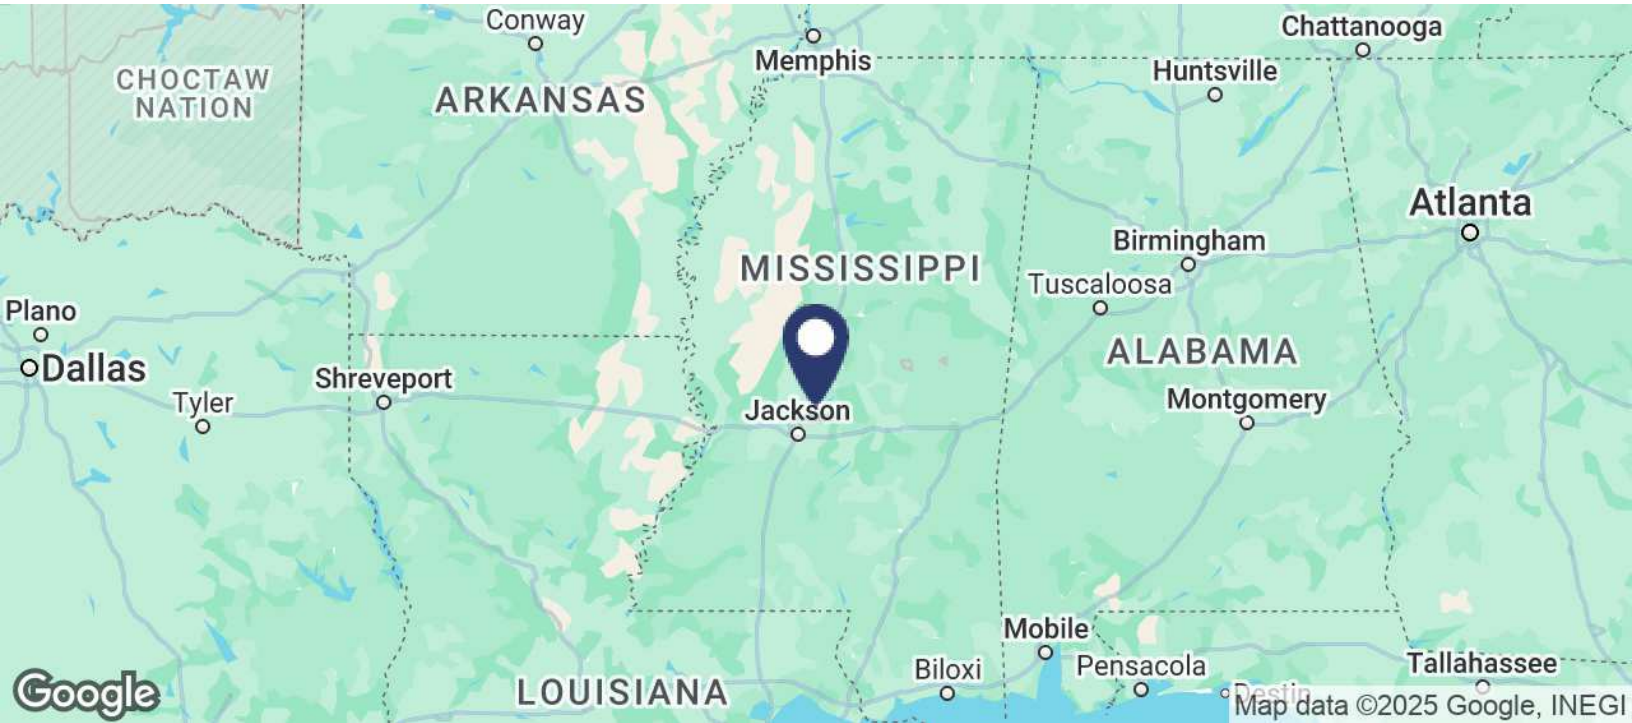 Conway
Chattanooga
Memphis
Huntsville
CHOCTAW
NATION
ARKANSAS
Atlanta
Birmingham
MISSISSIPPI
Tuscaloosa
Plano
ALABAMA
Dallas
Shreveport
Tyler
Montgomery
Jackson
Mobile
Biloxi
Pensacola
Tallahassee
Google
LOUISIANA
Destin
Map data ©2025 Google, INEGI